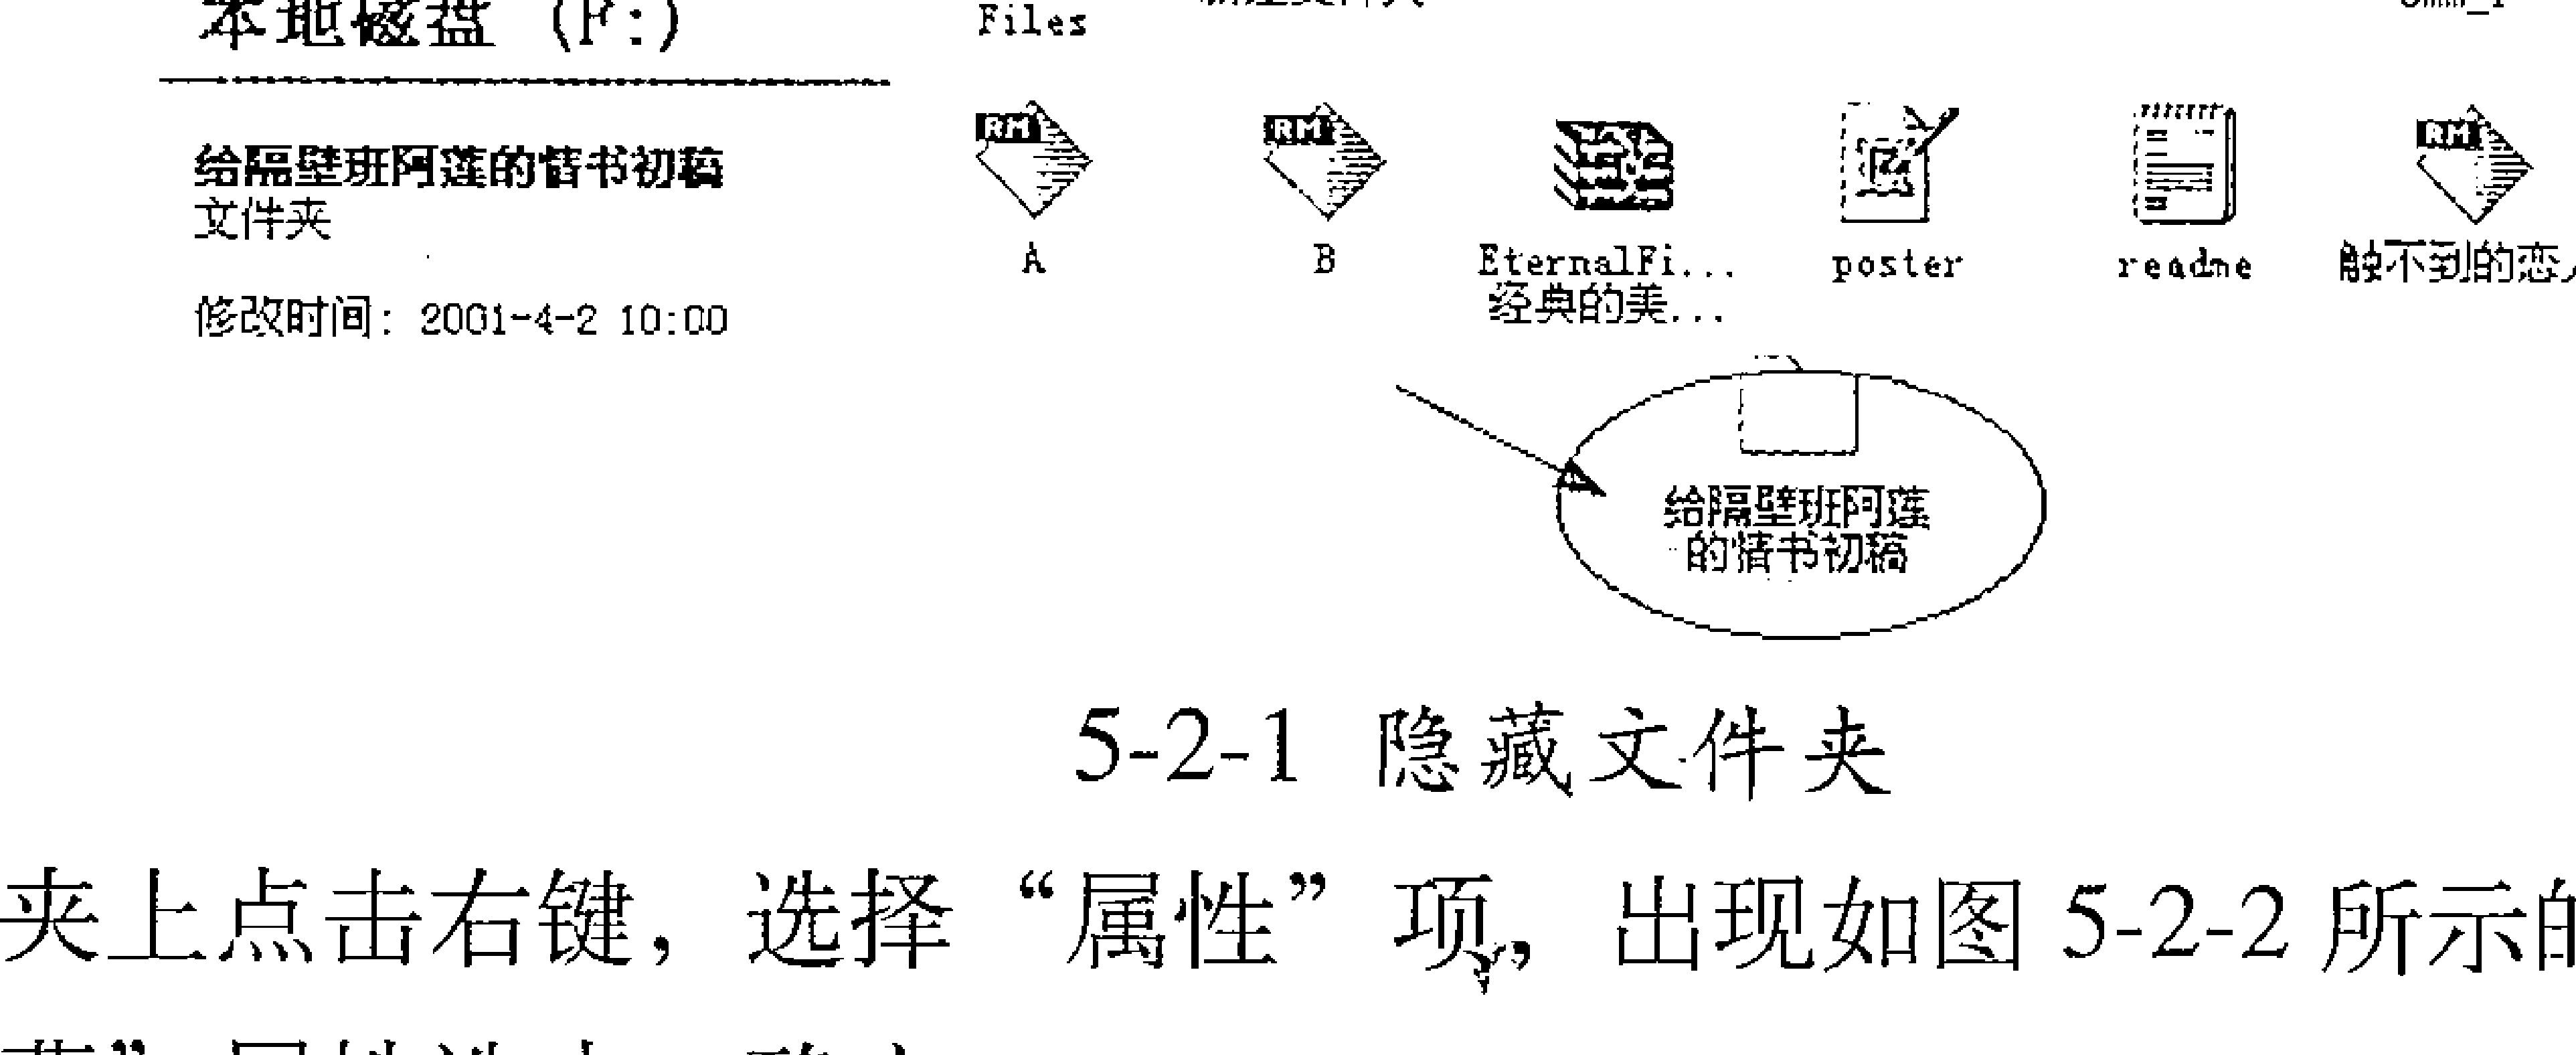 本地磁盘 (F:)
Files
给隔壁班阿莲的情书初稿
文件夹
修改时间: 2001-4-2 10:00
RM
RM
RM
A
B
EternalFi...
经典的美...
poster
readme
触不到的恋
给隔壁班阿莲
的情书初稿
5-2-1 隐藏文件夹
夹上点击右键，选择“属性”项，出现如图 5-2-2 所示的